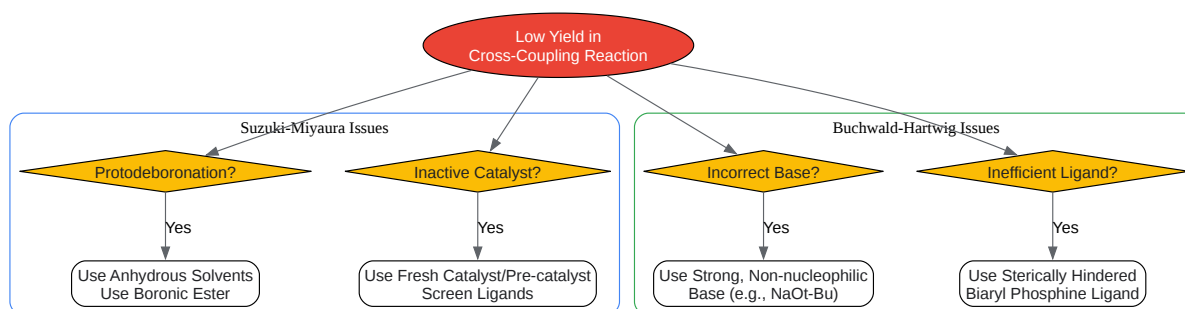 Low Yield in
Cross-Coupling Reaction
Suzuki-Miyaura Issues
Buchwald-Hartwig Issues
Protodeboronation?
Inactive Catalyst?
Incorrect Base?
Inefficient Ligand?
Yes
Yes
Yes
Yes
Use Anhydrous Solvents
Use Boronic Ester
Use Fresh Catalyst/Pre-catalyst
Screen Ligands
Use Strong, Non-nucleophilic
Base (e.g., NaOt-Bu)
Use Sterically Hindered
Biaryl Phosphine Ligand